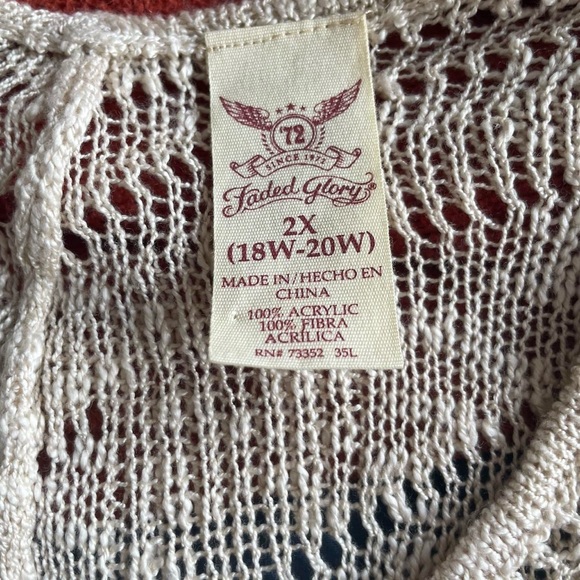 '72
SINCE 1972
Faded Glory®
2X
(18W-20W)
MADE IN/HECHO EN
CHINA
100% ACRYLIC
100% FIBRA
ACRÍLICA
RN# 73352 35L